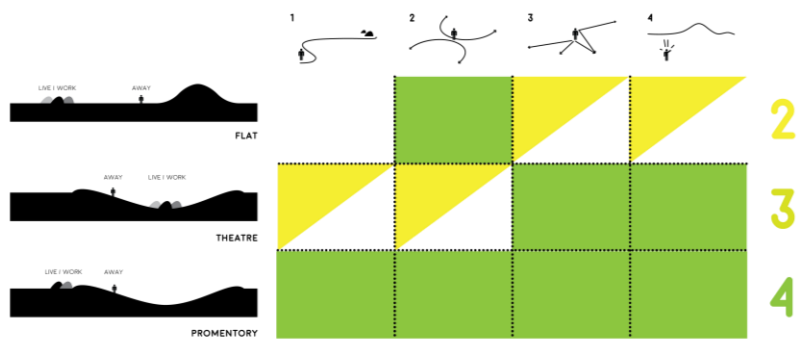 1 2 3 4
LIVE / WORK AWAY
FLAT
2
AWAY LIVE / WORK
THEATRE
3
LIVE / WORK AWAY
PROMENTORY
4